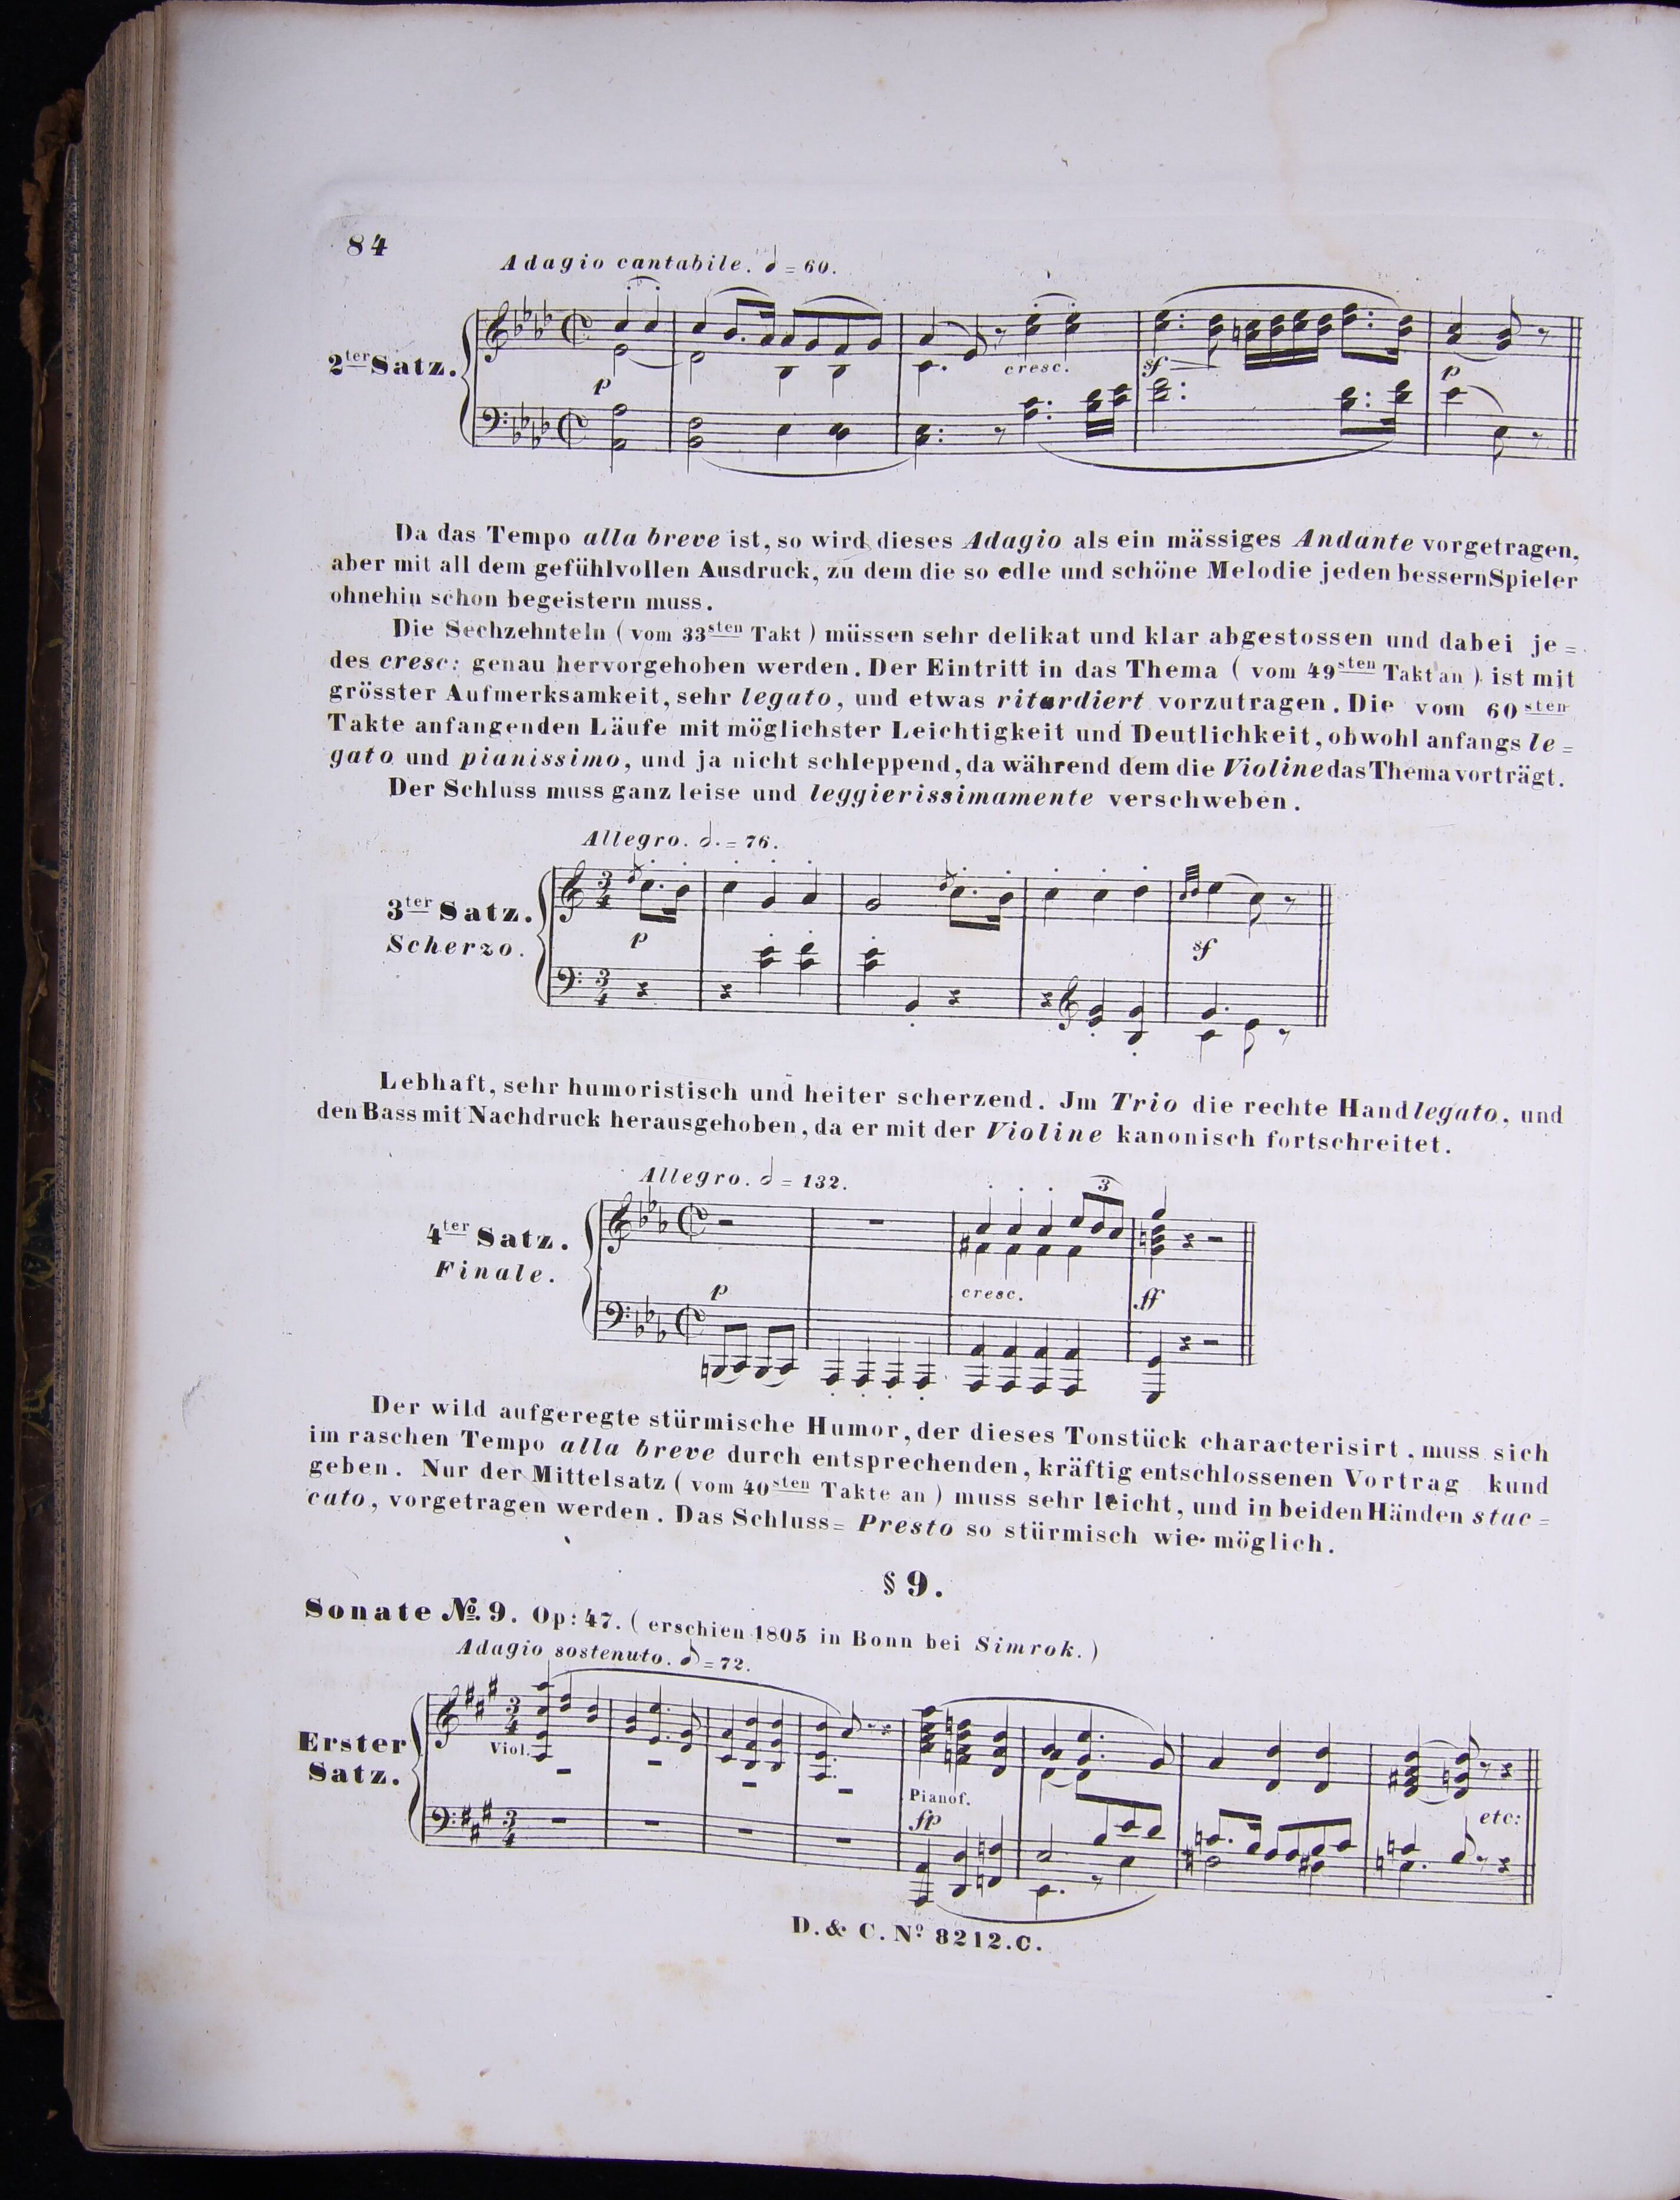 84
Adagio cantabile. 𝅗𝅥 = 60.
2ter Satz.
p
cresc.
sf
p
Da das Tempo alla breve ist, so wird dieses Adagio als ein mässiges Andante vorgetragen,
aber mit all dem gefühlvollen Ausdruck, zu dem die so edle und schöne Melodie jeden bessern Spieler
ohnehin schon begeistern muss.
Die Sechzehnteln (vom 33sten Takt) müssen sehr delikat und klar abgestossen und dabei je=
des cresc: genau hervorgehoben werden. Der Eintritt in das Thema (vom 49sten Takt an) ist mit
grösster Aufmerksamkeit, sehr legato, und etwas ritardiert vorzutragen. Die vom 60sten
Takte anfangenden Läufe mit möglichster Leichtigkeit und Deutlichkeit, obwohl anfangs le=
gato und pianissimo, und ja nicht schleppend, da während dem die Violine das Thema vorträgt.
Der Schluss muss ganz leise und leggierissimamente verschweben.
Allegro. 𝅗𝅥. = 76.
3ter Satz.
Scherzo.
p
sf
Lebhaft, sehr humoristisch und heiter scherzend. Jm Trio die rechte Hand legato, und
den Bass mit Nachdruck herausgehoben, da er mit der Violine kanonisch fortschreitet.
Allegro. 𝅗𝅥 = 132.
3
4ter Satz.
Finale.
p
cresc.
ff
Der wild aufgeregte stürmische Humor, der dieses Tonstück characterisirt, muss sich
im raschen Tempo alla breve durch entsprechenden, kräftig entschlossenen Vortrag kund
geben. Nur der Mittelsatz (vom 40sten Takte an) muss sehr leicht, und in beiden Händen stac=
cato, vorgetragen werden. Das Schluss= Presto so stürmisch wie möglich.
§ 9.
Sonate No. 9. Op: 47. (erschien 1805 in Bonn bei Simrok.)
Adagio sostenuto. ♪ = 72.
Erster
Satz.
Viol.
Pianof.
fp
etc:
D. & C. No. 8212. C.